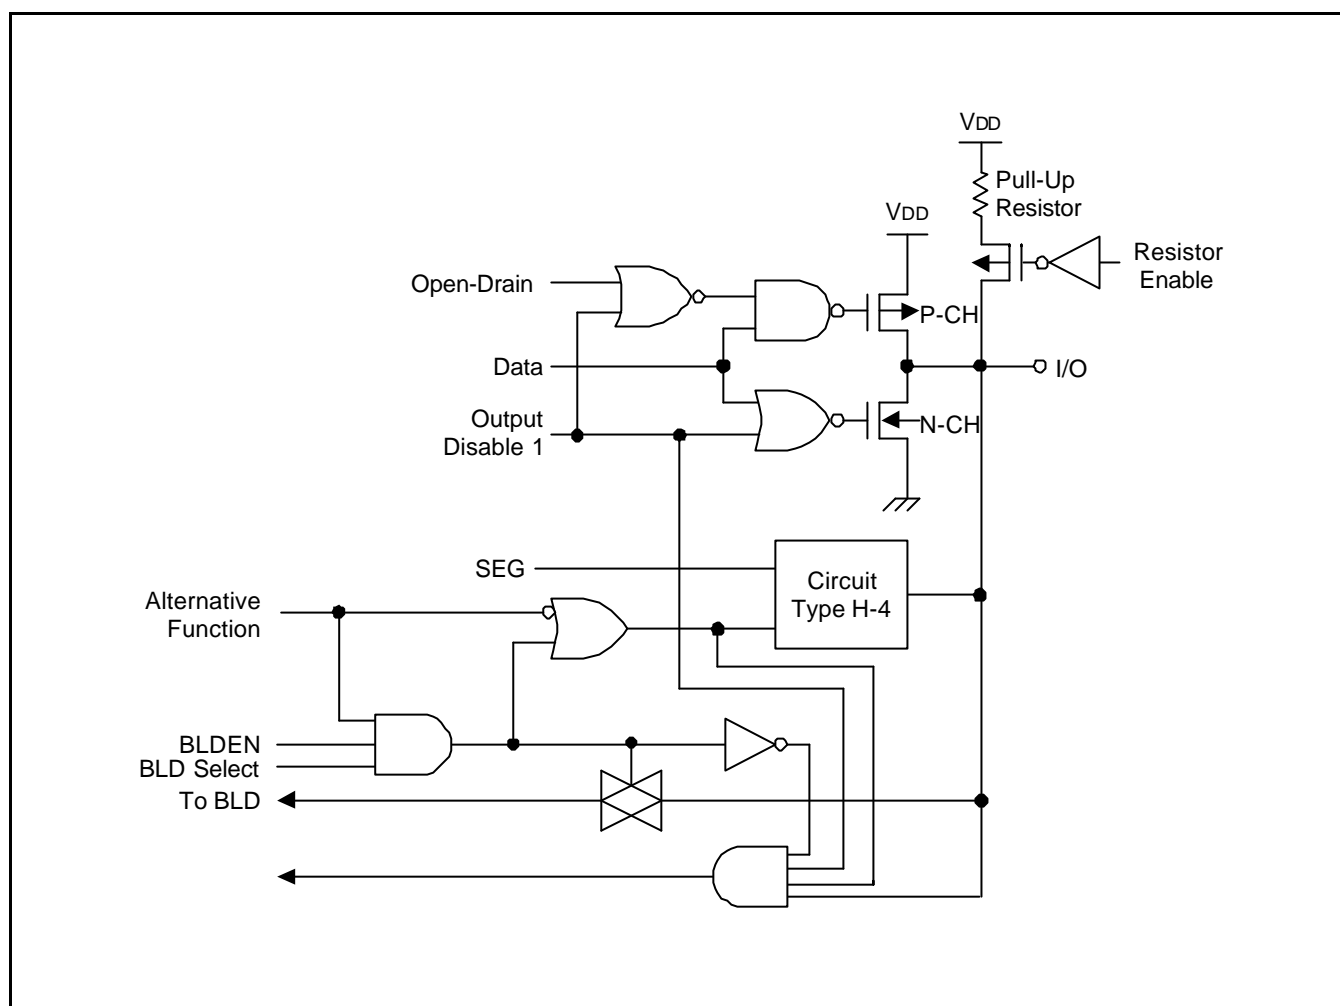 VDD
Pull-Up
Resistor
VDD
Resistor
Enable
Open-Drain
P-CH
Data
I/O
Output
Disable 1
N-CH
SEG
Circuit
Type H-4
Alternative
Function
BLDEN
BLD Select
To BLD